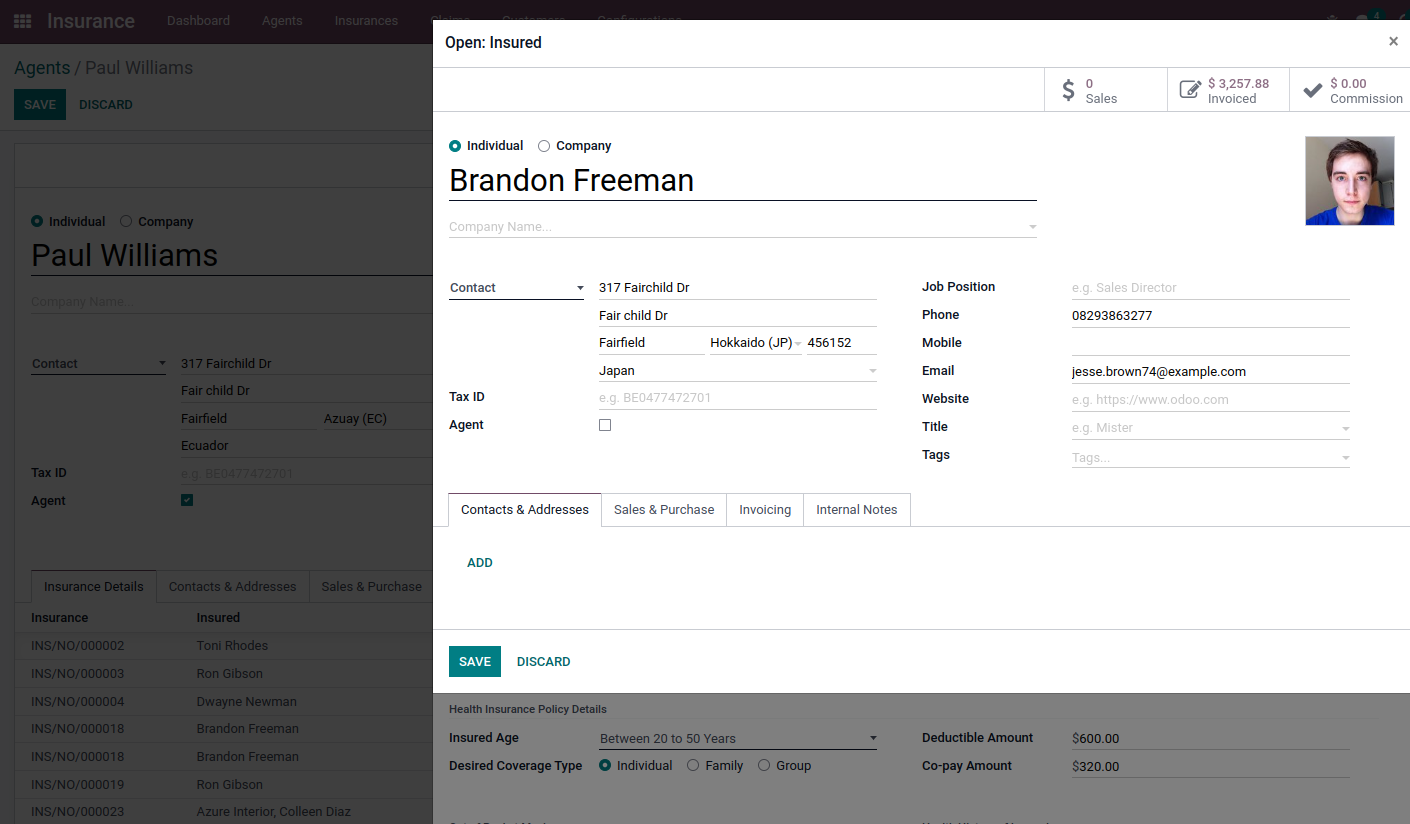 Insurance Dashboard Agents Insurances Claims Customers Configurations 4
Open: Insured ×
Agents / Paul Williams
SAVE DISCARD
$ 0 Sales
$ 3,257.88 Invoiced
$ 0.00 Commission
Individual Company
Brandon Freeman
Company Name...
Contact 317 Fairchild Dr
Fair child Dr
Fairfield Hokkaido (JP) 456152
Japan
Tax ID e.g. BE0477472701
Agent
Job Position e.g. Sales Director
Phone 08293863277
Mobile
Email jesse.brown74@example.com
Website e.g. https://www.odoo.com
Title e.g. Mister
Tags Tags...
Contacts & Addresses Sales & Purchase Invoicing Internal Notes
ADD
SAVE DISCARD
Individual Company
Paul Williams
Company Name...
Contact 317 Fairchild Dr
Fair child Dr
Fairfield Azuay (EC)
Ecuador
Tax ID e.g. BE0477472701
Agent
Insurance Details Contacts & Addresses Sales & Purchase
Insurance Insured
INS/NO/000002 Toni Rhodes
INS/NO/000003 Ron Gibson
INS/NO/000004 Dwayne Newman
INS/NO/000018 Brandon Freeman
INS/NO/000018 Brandon Freeman
INS/NO/000019 Ron Gibson
INS/NO/000023 Azure Interior, Colleen Diaz
Health Insurance Policy Details
Insured Age Between 20 to 50 Years
Desired Coverage Type Individual Family Group
Deductible Amount $600.00
Co-pay Amount $320.00